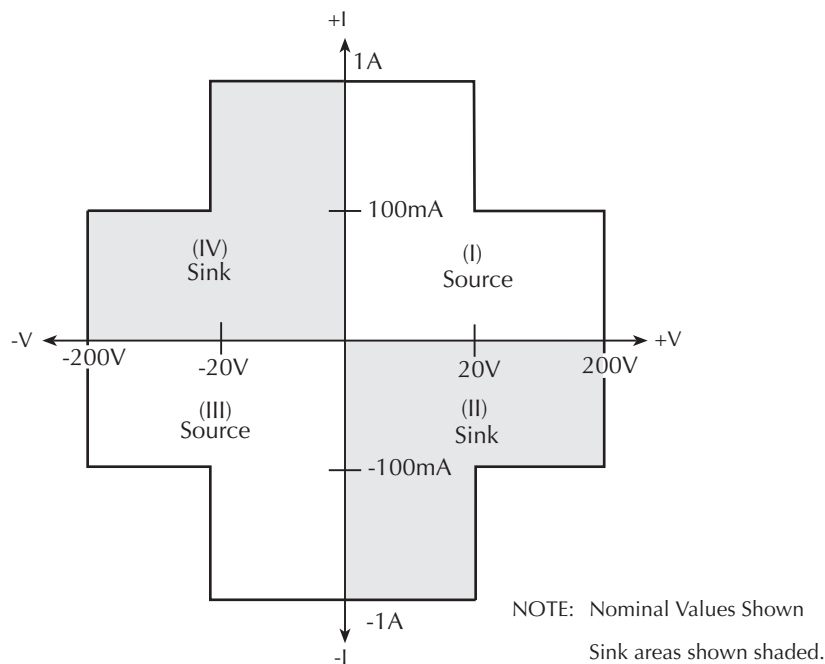 +I
1A
100mA
(IV)
Sink
(I)
Source
-V
+V
-200V
-20V
20V
200V
(III)
Source
(II)
Sink
-100mA
-1A
-I
NOTE: Nominal Values Shown
Sink areas shown shaded.